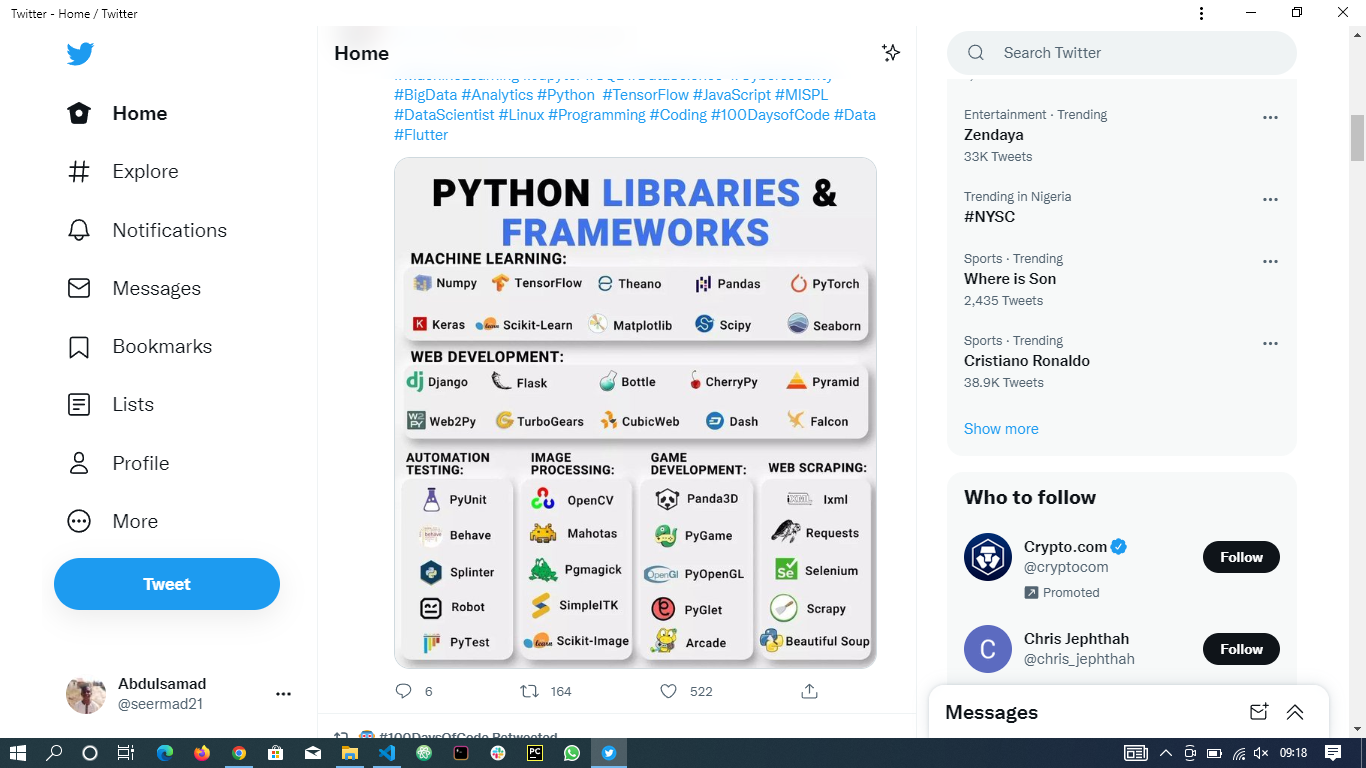 Twitter - Home / Twitter
Home
Explore
Notifications
Messages
Bookmarks
Lists
Profile
More
Tweet
Abdulsamad
@seermad21
Home
#BigData #Analytics #Python #TensorFlow #JavaScript #MISPL
#DataScientist #Linux #Programming #Coding #100DaysofCode #Data
#Flutter
PYTHON LIBRARIES &
FRAMEWORKS
MACHINE LEARNING:
Numpy TensorFlow Theano Pandas PyTorch
Keras Scikit-Learn Matplotlib Scipy Seaborn
WEB DEVELOPMENT:
dj Django Flask Bottle CherryPy Pyramid
W2PY Web2Py TurboGears CubicWeb Dash Falcon
AUTOMATION
TESTING:
PyUnit
behave Behave
Splinter
Robot
PyTest
IMAGE
PROCESSING:
OpenCV
Mahotas
Pgmagick
SimpleITK
learn Scikit-Image
GAME
DEVELOPMENT:
Panda3D
PyGame
OpenGL PyOpenGL
PyGlet
Arcade
WEB SCRAPING:
lxml
Requests
Se Selenium
Scrapy
Beautiful Soup
6 164 522
#100DaysOfCode Retweeted
Search Twitter
Entertainment · Trending
Zendaya
33K Tweets
Trending in Nigeria
#NYSC
Sports · Trending
Where is Son
2,435 Tweets
Sports · Trending
Cristiano Ronaldo
38.9K Tweets
Show more
Who to follow
Crypto.com
@cryptocom
Promoted
Follow
C
Chris Jephthah
@chris_jephthah
Follow
Messages
PC
09:18